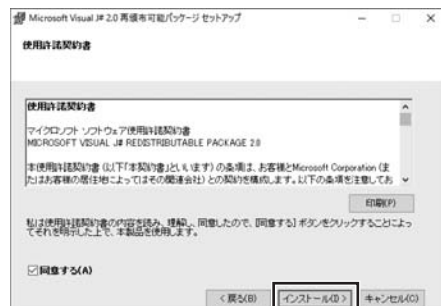 Microsoft Visual J# 2.0 再頒布可能パッケージ セットアップ
使用許諾契約書
使用許諾契約書
マイクロソフト ソフトウェア使用許諾契約書
MICROSOFT VISUAL J# REDISTRIBUTABLE PACKAGE 2.0
本使用許諾契約書 (以下「本契約書」といいます) の条項は、お客様とMicrosoft Corporation (ま
たはお客様の居住地によってはその関連会社) との契約を構成します。以下の条項を注意してお
印刷(P)
私は使用許諾契約書の内容を読み、理解し、同意したので、[同意する] ボタンをクリックすることによっ
てそれを明示した上で、本製品を使用します。
同意する(A)
< 戻る(B)
インストール(I) >
キャンセル(C)